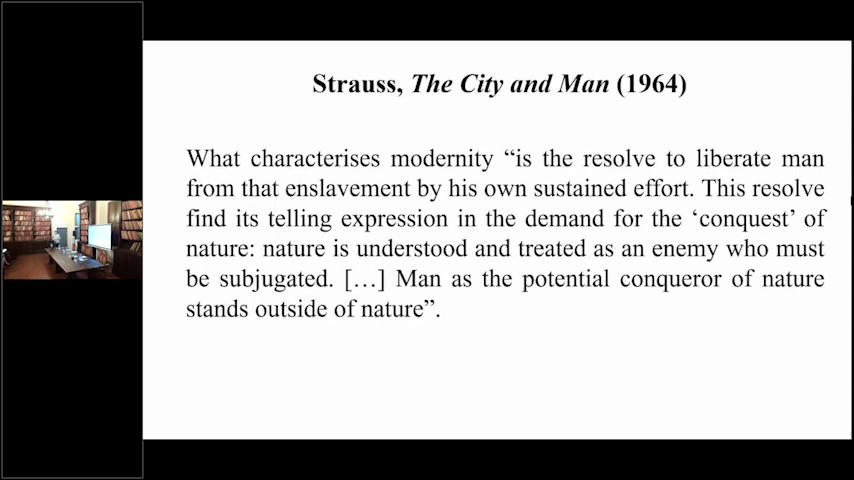 Strauss, The City and Man (1964)
What characterises modernity “is the resolve to liberate man
from that enslavement by his own sustained effort. This resolve
find its telling expression in the demand for the ‘conquest’ of
nature: nature is understood and treated as an enemy who must
be subjugated. […] Man as the potential conqueror of nature
stands outside of nature”.